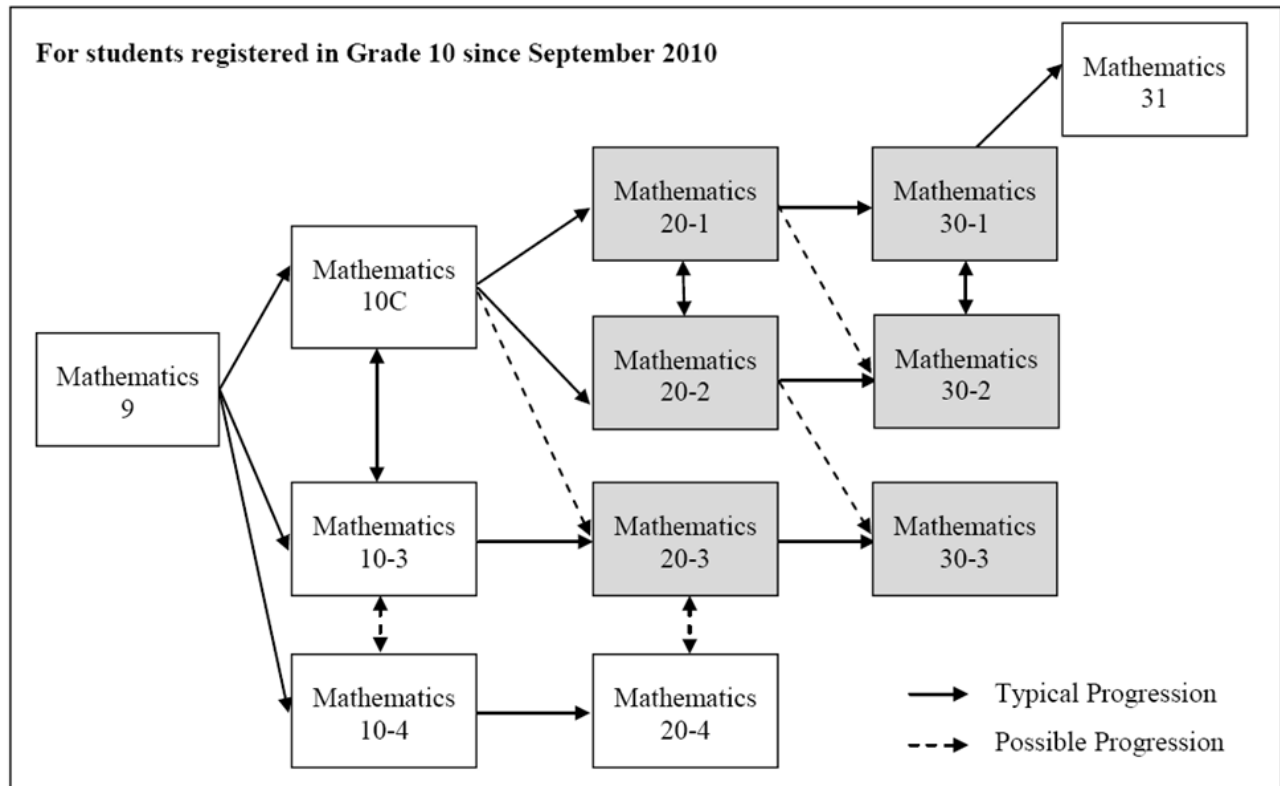 For students registered in Grade 10 since September 2010
Mathematics
31
Mathematics
20-1
Mathematics
30-1
Mathematics
10C
Mathematics
20-2
Mathematics
30-2
Mathematics
9
Mathematics
10-3
Mathematics
20-3
Mathematics
30-3
Mathematics
10-4
Mathematics
20-4
Typical Progression
Possible Progression